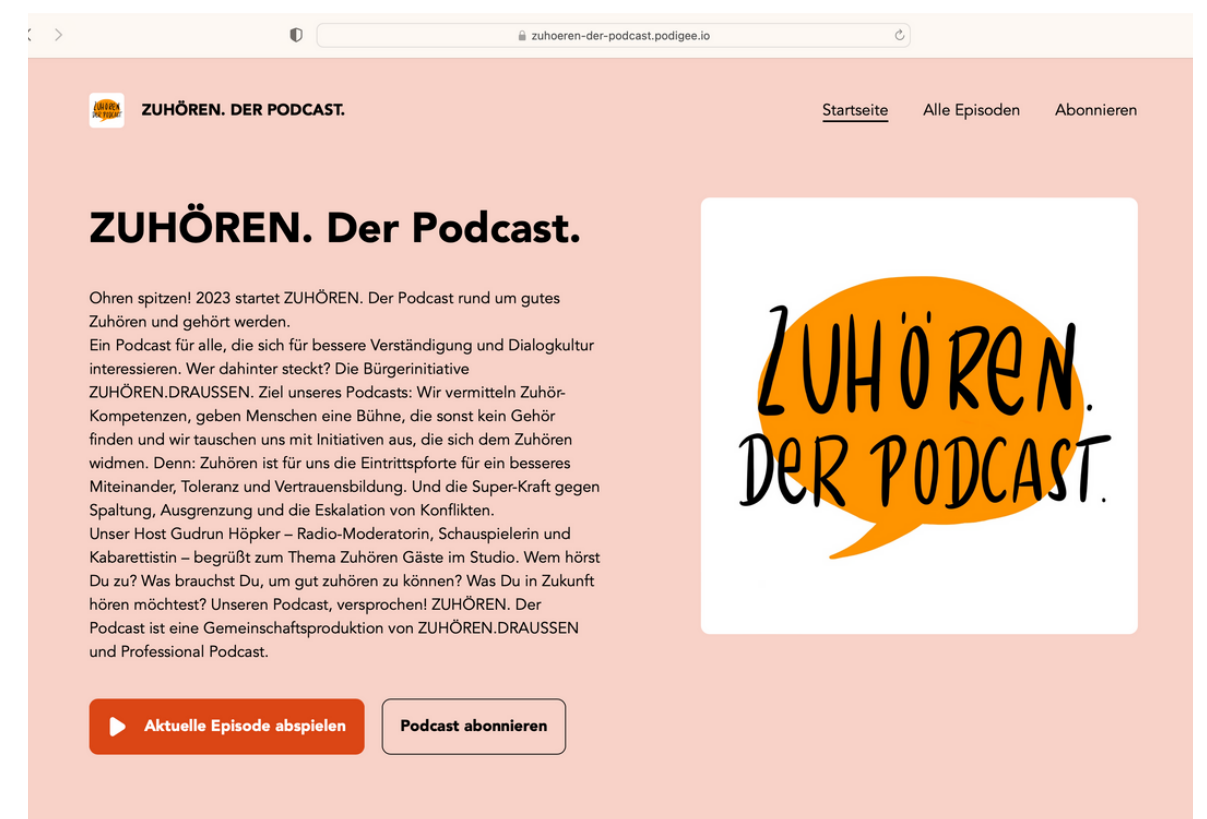 zuhoeren-der-podcast.podigee.io
ZUHÖREN. DER PODCAST.
ZUHÖREN. DER PODCAST.
Startseite
Alle Episoden
Abonnieren
ZUHÖREN. Der Podcast.
Ohren spitzen! 2023 startet ZUHÖREN. Der Podcast rund um gutes
Zuhören und gehört werden.
Ein Podcast für alle, die sich für bessere Verständigung und Dialogkultur
interessieren. Wer dahinter steckt? Die Bürgerinitiative
ZUHÖREN.DRAUSSEN. Ziel unseres Podcasts: Wir vermitteln Zuhör-
Kompetenzen, geben Menschen eine Bühne, die sonst kein Gehör
finden und wir tauschen uns mit Initiativen aus, die sich dem Zuhören
widmen. Denn: Zuhören ist für uns die Eintrittspforte für ein besseres
Miteinander, Toleranz und Vertrauensbildung. Und die Super-Kraft gegen
Spaltung, Ausgrenzung und die Eskalation von Konflikten.
Unser Host Gudrun Höpker – Radio-Moderatorin, Schauspielerin und
Kabarettistin – begrüßt zum Thema Zuhören Gäste im Studio. Wem hörst
Du zu? Was brauchst Du, um gut zuhören zu können? Was Du in Zukunft
hören möchtest? Unseren Podcast, versprochen! ZUHÖREN. Der
Podcast ist eine Gemeinschaftsproduktion von ZUHÖREN.DRAUSSEN
und Professional Podcast.
Aktuelle Episode abspielen
Podcast abonnieren
ZUHÖREN.
DER PODCAST.